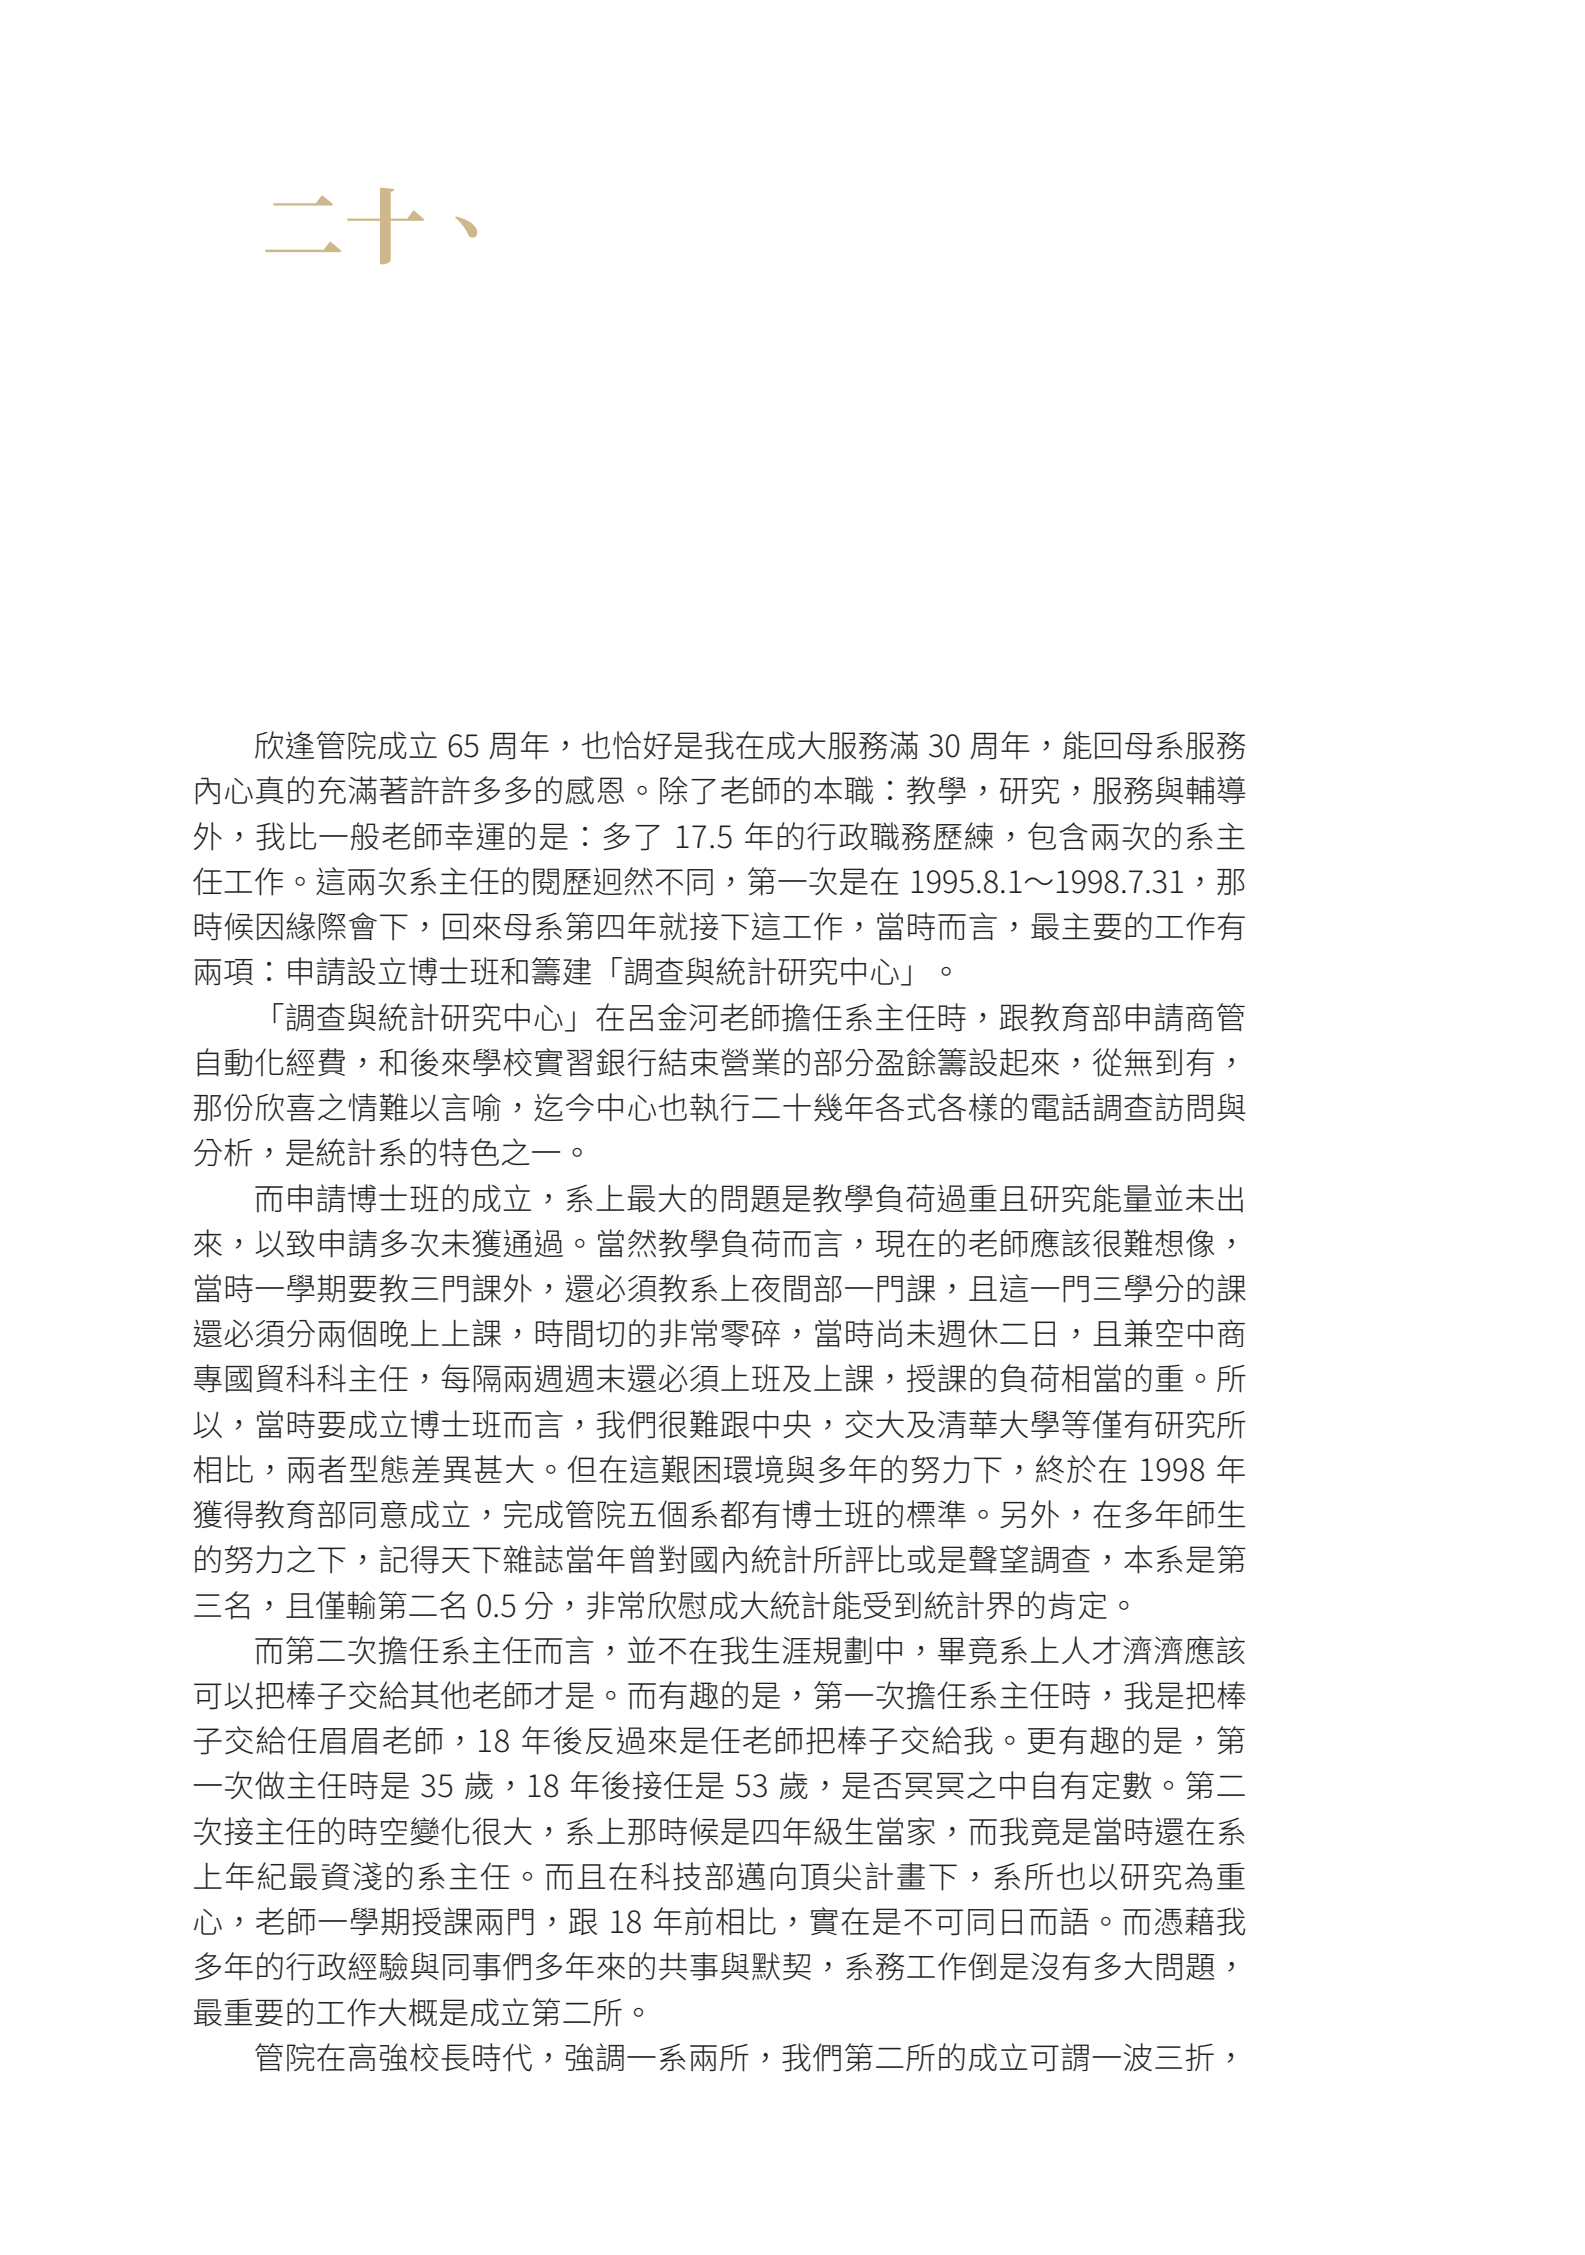 二十、
欣逢管院成立 65 周年，也恰好是我在成大服務滿 30 周年，能回母系服務
內心真的充滿著許許多多的感恩。除了老師的本職：教學，研究，服務與輔導
外，我比一般老師幸運的是：多了 17.5 年的行政職務歷練，包含兩次的系主
任工作。這兩次系主任的閱歷迥然不同，第一次是在 1995.8.1～1998.7.31，那
時候因緣際會下，回來母系第四年就接下這工作，當時而言，最主要的工作有
兩項：申請設立博士班和籌建「調查與統計研究中心」。
「調查與統計研究中心」在呂金河老師擔任系主任時，跟教育部申請商管
自動化經費，和後來學校實習銀行結束營業的部分盈餘籌設起來，從無到有，
那份欣喜之情難以言喻，迄今中心也執行二十幾年各式各樣的電話調查訪問與
分析，是統計系的特色之一。
而申請博士班的成立，系上最大的問題是教學負荷過重且研究能量並未出
來，以致申請多次未獲通過。當然教學負荷而言，現在的老師應該很難想像，
當時一學期要教三門課外，還必須教系上夜間部一門課，且這一門三學分的課
還必須分兩個晚上上課，時間切的非常零碎，當時尚未週休二日，且兼空中商
專國貿科科主任，每隔兩週週末還必須上班及上課，授課的負荷相當的重。所
以，當時要成立博士班而言，我們很難跟中央，交大及清華大學等僅有研究所
相比，兩者型態差異甚大。但在這艱困環境與多年的努力下，終於在 1998 年
獲得教育部同意成立，完成管院五個系都有博士班的標準。另外，在多年師生
的努力之下，記得天下雜誌當年曾對國內統計所評比或是聲望調查，本系是第
三名，且僅輸第二名 0.5 分，非常欣慰成大統計能受到統計界的肯定。
而第二次擔任系主任而言，並不在我生涯規劃中，畢竟系上人才濟濟應該
可以把棒子交給其他老師才是。而有趣的是，第一次擔任系主任時，我是把棒
子交給任眉眉老師，18 年後反過來是任老師把棒子交給我。更有趣的是，第
一次做主任時是 35 歲，18 年後接任是 53 歲，是否冥冥之中自有定數。第二
次接主任的時空變化很大，系上那時候是四年級生當家，而我竟是當時還在系
上年紀最資淺的系主任。而且在科技部邁向頂尖計畫下，系所也以研究為重
心，老師一學期授課兩門，跟 18 年前相比，實在是不可同日而語。而憑藉我
多年的行政經驗與同事們多年來的共事與默契，系務工作倒是沒有多大問題，
最重要的工作大概是成立第二所。
管院在高強校長時代，強調一系兩所，我們第二所的成立可謂一波三折，